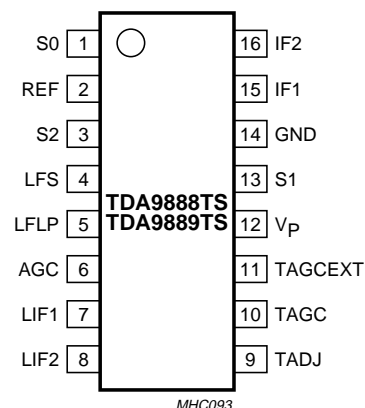 S0 1 16 IF2
REF 2 15 IF1
S2 3 14 GND
LFS 4 13 S1
TDA9888TS
LFLP 5 TDA9889TS 12 VP
AGC 6 11 TAGCEXT
LIF1 7 10 TAGC
LIF2 8 9 TADJ
MHC093